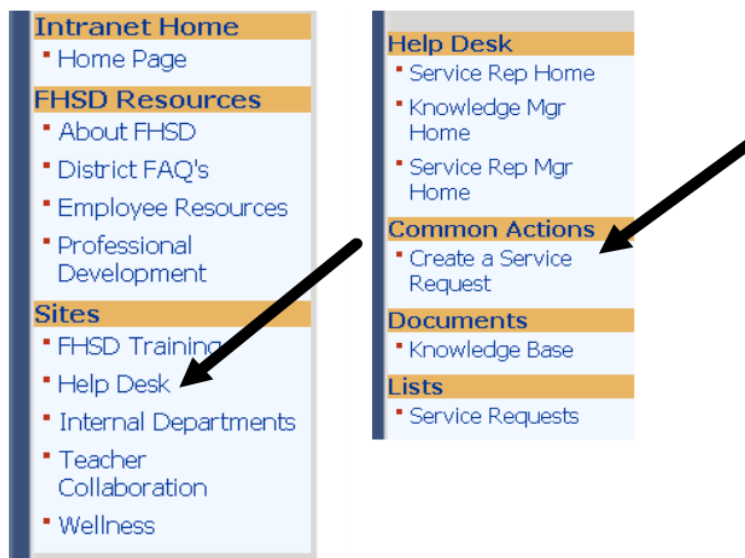 Intranet Home
Home Page
FHSD Resources
About FHSD
District FAQ's
Employee Resources
Professional
Development
Sites
FHSD Training
Help Desk
Internal Departments
Teacher
Collaboration
Wellness
Help Desk
Service Rep Home
Knowledge Mgr
Home
Service Rep Mgr
Home
Common Actions
Create a Service
Request
Documents
Knowledge Base
Lists
Service Requests